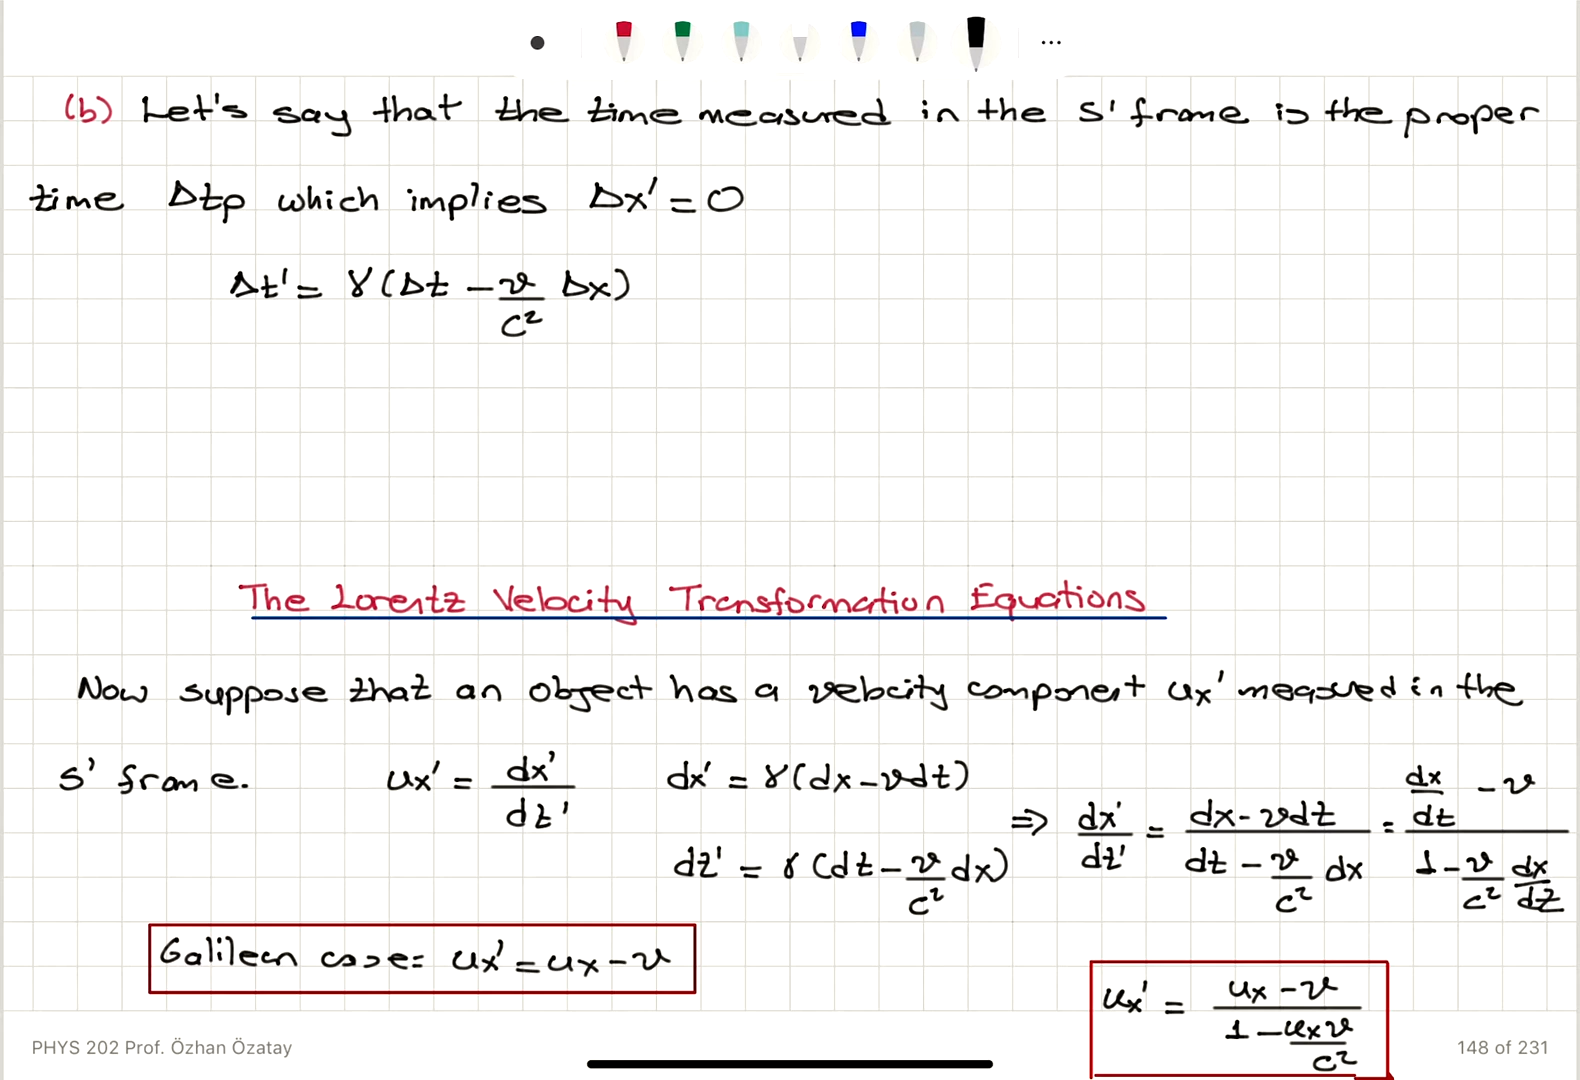 (b) Let's say that the time measured in the S' frame is the proper
time Δtp which implies Δx' = 0
Δt' = γ(Δt - v/c² Δx)
The Lorentz Velocity Transformation Equations
Now suppose that an object has a velocity component ux' measured in the
S' frame. ux' = dx'/dt' dx' = γ(dx - vdt)
dt' = γ(dt - v/c² dx) ⇒ dx'/dt' = (dx - vdt)/(dt - v/c² dx) = (dx/dt - v)/(1 - v/c² dx/dt)
Galilean case: ux' = ux - v
ux' = (ux - v)/(1 - uxv/c²)
PHYS 202 Prof. Özhan Özatay
148 of 231